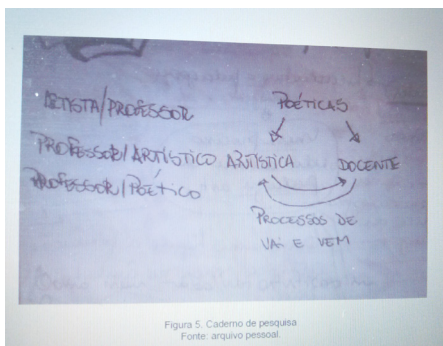 ARTISTA/PROFESSOR
PROFESSOR/ARTÍSTICO
PROFESSOR/POÉTICO
POÉTICAS
ARTÍSTICA DOCENTE
PROCESSOS DE
VAI E VEM
Figura 5. Caderno de pesquisa
Fonte: arquivo pessoal.